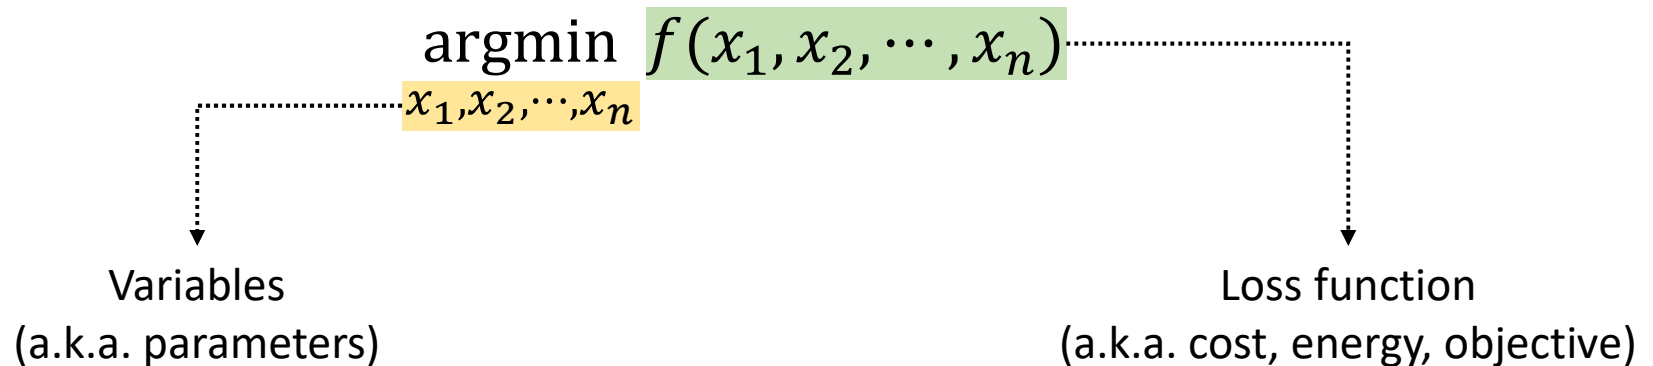 argmin f(x₁, x₂, ⋯, xₙ)
x₁,x₂,⋯,xₙ
Variables
(a.k.a. parameters)
Loss function
(a.k.a. cost, energy, objective)